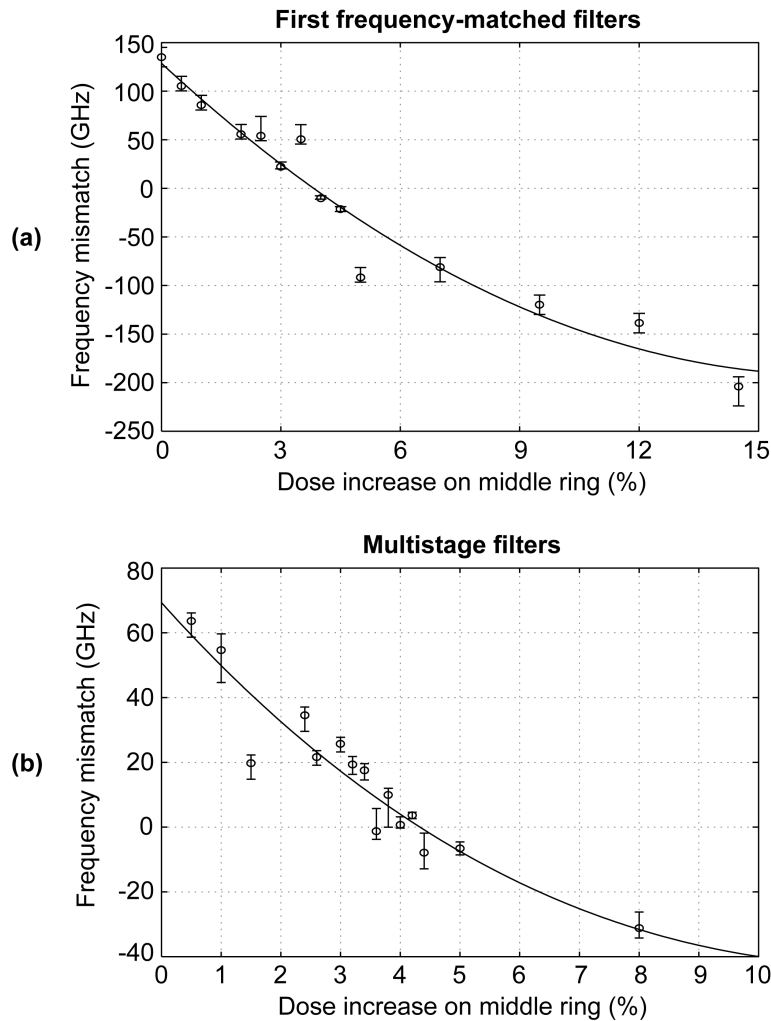 First frequency-matched filters
150
100
50
0
-50
-100
-150
-200
-250
Frequency mismatch (GHz)
(a)
0 3 6 9 12 15
Dose increase on middle ring (%)
Multistage filters
80
60
40
20
0
-20
-40
Frequency mismatch (GHz)
(b)
0 1 2 3 4 5 6 7 8 9 10
Dose increase on middle ring (%)